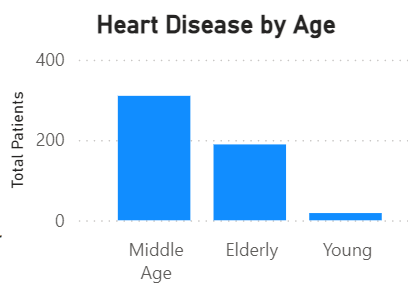 Heart Disease by Age
Total Patients
400
200
0
Middle
Age
Elderly
Young